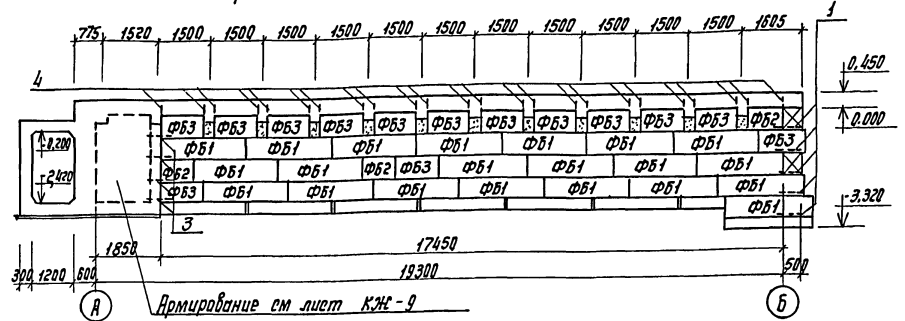 775 1520 1500 1500 1500 1500 1500 1500 1500 1500 1500 1500 1500 1605
1
4
0,450
0.000
ФБ3 ФБ3 ФБ3 ФБ3 ФБ3 ФБ3 ФБ3 ФБ3 ФБ3 ФБ3 ФБ3 ФБ2
ФБ1 ФБ1 ФБ1 ФБ1 ФБ1 ФБ1 ФБ1 ФБ3
0,200
ФБ2 ФБ1 ФБ1 ФБ2 ФБ3 ФБ1 ФБ1 ФБ1 ФБ1
2,420
ФБ3 ФБ1 ФБ1 ФБ1 ФБ1 ФБ1 ФБ1 ФБ1
ФБ1
-3,320
3
1850 17450
300 1200 600 19300 500
А Армирование см лист КЖ-9 Б